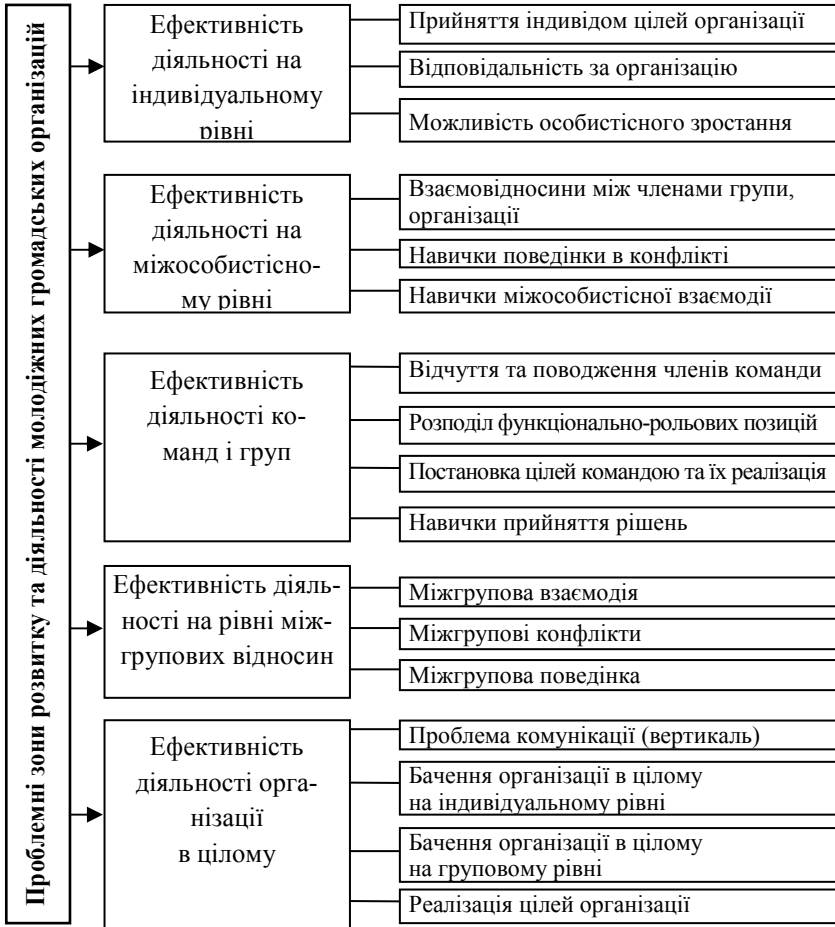 Проблемні зони розвитку та діяльності молодіжних громадських організацій
Ефективність
діяльності на
індивідуальному
рівні
Прийняття індивідом цілей організації
Відповідальність за організацію
Можливість особистісного зростання
Ефективність
діяльності на
міжособистісно-
му рівні
Взаємовідносини між членами групи,
організації
Навички поведінки в конфлікті
Навички міжособистісної взаємодії
Ефективність
діяльності ко-
манд і груп
Відчуття та поводження членів команди
Розподіл функціонально-рольових позицій
Постановка цілей командою та їх реалізація
Навички прийняття рішень
Ефективність діяль-
ності на рівні між-
групових відносин
Міжгрупова взаємодія
Міжгрупові конфлікти
Міжгрупова поведінка
Ефективність
діяльності орга-
нізації
в цілому
Проблема комунікації (вертикаль)
Бачення організації в цілому
на індивідуальному рівні
Бачення організації в цілому
на груповому рівні
Реалізація цілей організації